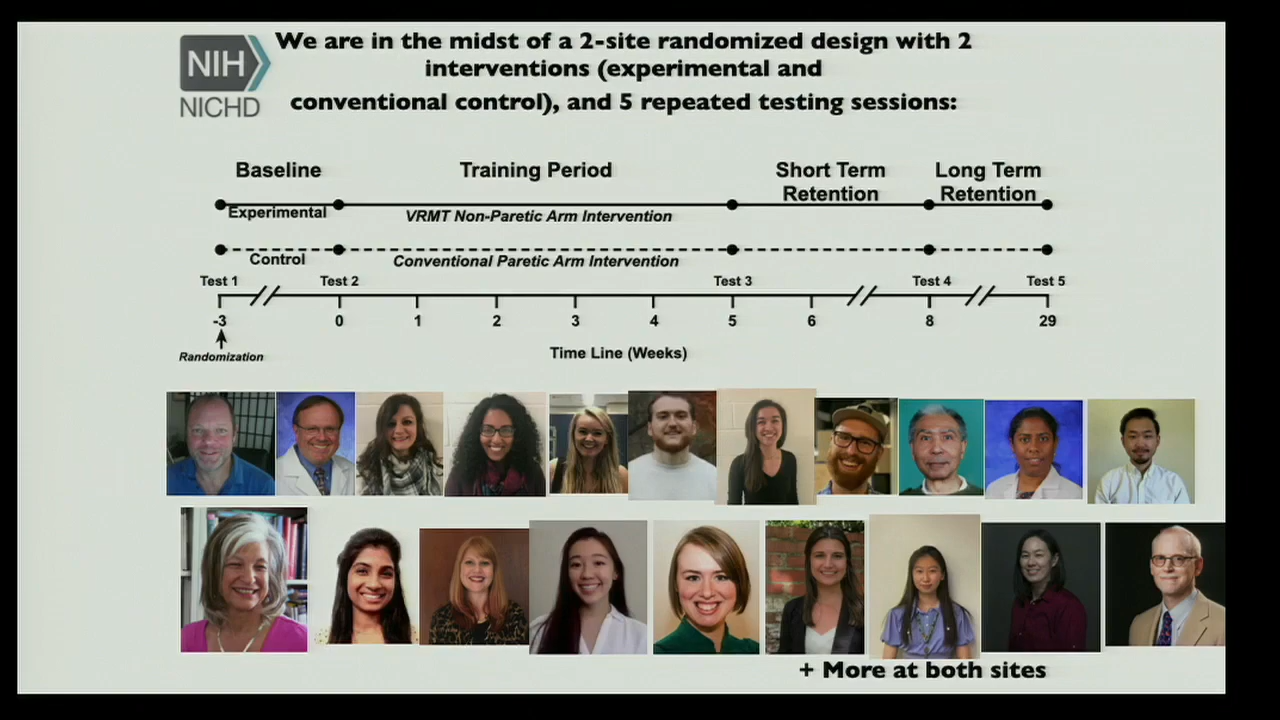 NIH
NICHD
We are in the midst of a 2-site randomized design with 2
interventions (experimental and
conventional control), and 5 repeated testing sessions:
Baseline
Training Period
Short Term
Retention
Long Term
Retention
Experimental
VRMT Non-Paretic Arm Intervention
Control
Conventional Paretic Arm Intervention
Test 1
Test 2
Test 3
Test 4
Test 5
-3
0
1
2
3
4
5
6
8
29
Randomization
Time Line (Weeks)
+ More at both sites